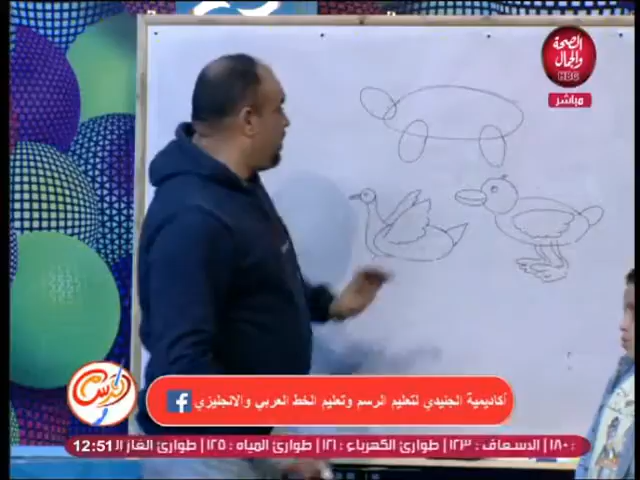 الصحة
والجمال
HBC
مباشر
أكاديمية الجنيدي لتعليم الرسم وتعليم الخط العربي والانجليزي
١٨٠ | الاسعاف: ١٢٣ طوارئ الكهرباء: ١٢١ طوارئ المياه: ١٢٥ طوارئ الغاز
12:51